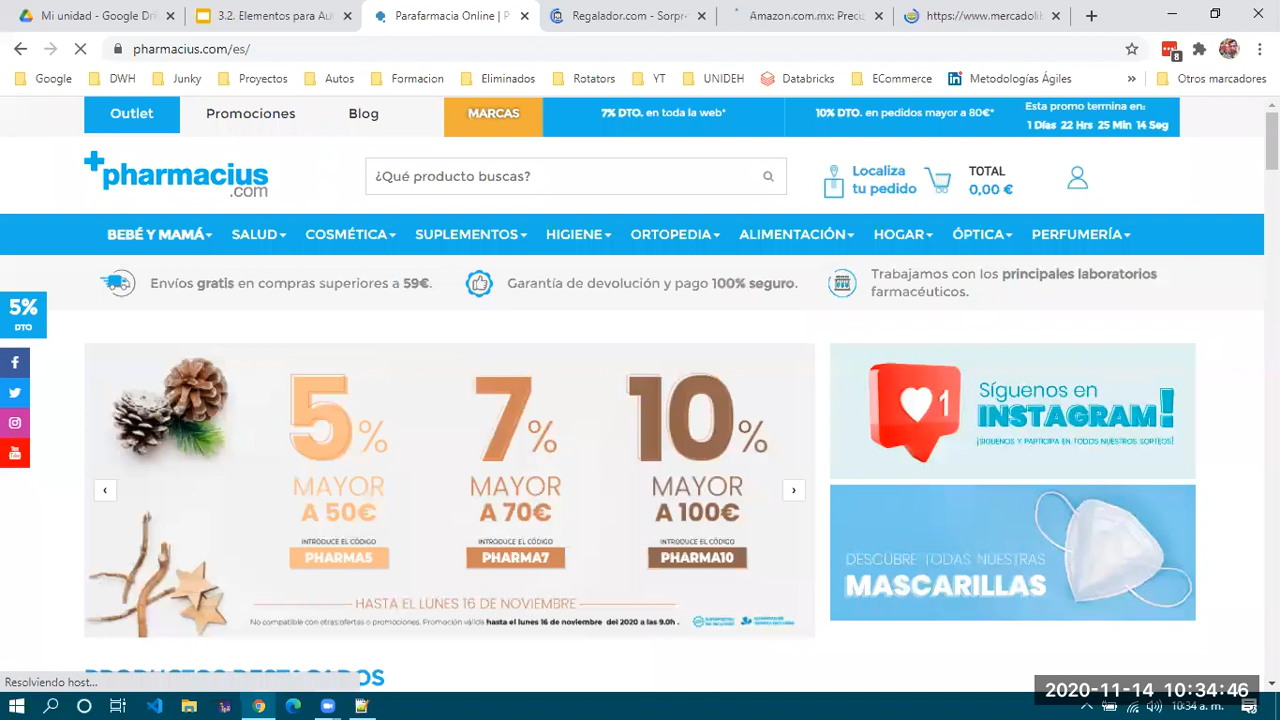 Mi unidad - Google Dri
3.2. Elementos para Au
Parafarmacia Online | P
Regalador.com - Sorpr
Amazon.com.mx: Precu
https://www.mercadoli
pharmacius.com/es/
8
Google
DWH
Junky
Proyectos
Autos
Formacion
Eliminados
Rotators
YT
UNIDEH
Databricks
ECommerce
Metodologías Ágiles
»
Otros marcadores
Outlet
Promociones
Blog
MARCAS
7% DTO. en toda la web*
10% DTO. en pedidos mayor a 80€*
Esta promo termina en:
1 Días 22 Hrs 25 Min 14 Seg
+pharmacius
.com
¿Qué producto buscas?
Localiza
tu pedido
TOTAL
0,00 €
BEBÉ Y MAMÁ
SALUD
COSMÉTICA
SUPLEMENTOS
HIGIENE
ORTOPEDIA
ALIMENTACIÓN
HOGAR
ÓPTICA
PERFUMERÍA
Envíos gratis en compras superiores a 59€.
Garantía de devolución y pago 100% seguro.
Trabajamos con los principales laboratorios
farmacéuticos.
5%
DTO
5%
MAYOR
A 50€
INTRODUCE EL CÓDIGO
PHARMA5
7%
MAYOR
A 70€
INTRODUCE EL CÓDIGO
PHARMA7
10%
MAYOR
A 100€
INTRODUCE EL CÓDIGO
PHARMA10
HASTA EL LUNES 16 DE NOVIEMBRE
No compatible con otras ofertas o promociones. Promoción válida hasta el lunes 16 de noviembre del 2020 a las 9.0h .
1
Síguenos en
INSTAGRAM!
¡SÍGUENOS Y PARTICIPA EN TODOS NUESTROS SORTEOS!
DESCUBRE TODAS NUESTRAS
MASCARILLAS
PRODUCTOS DESTACADOS
Resolviendo host...
2020-11-14 10:34:46
10:34 a. m.